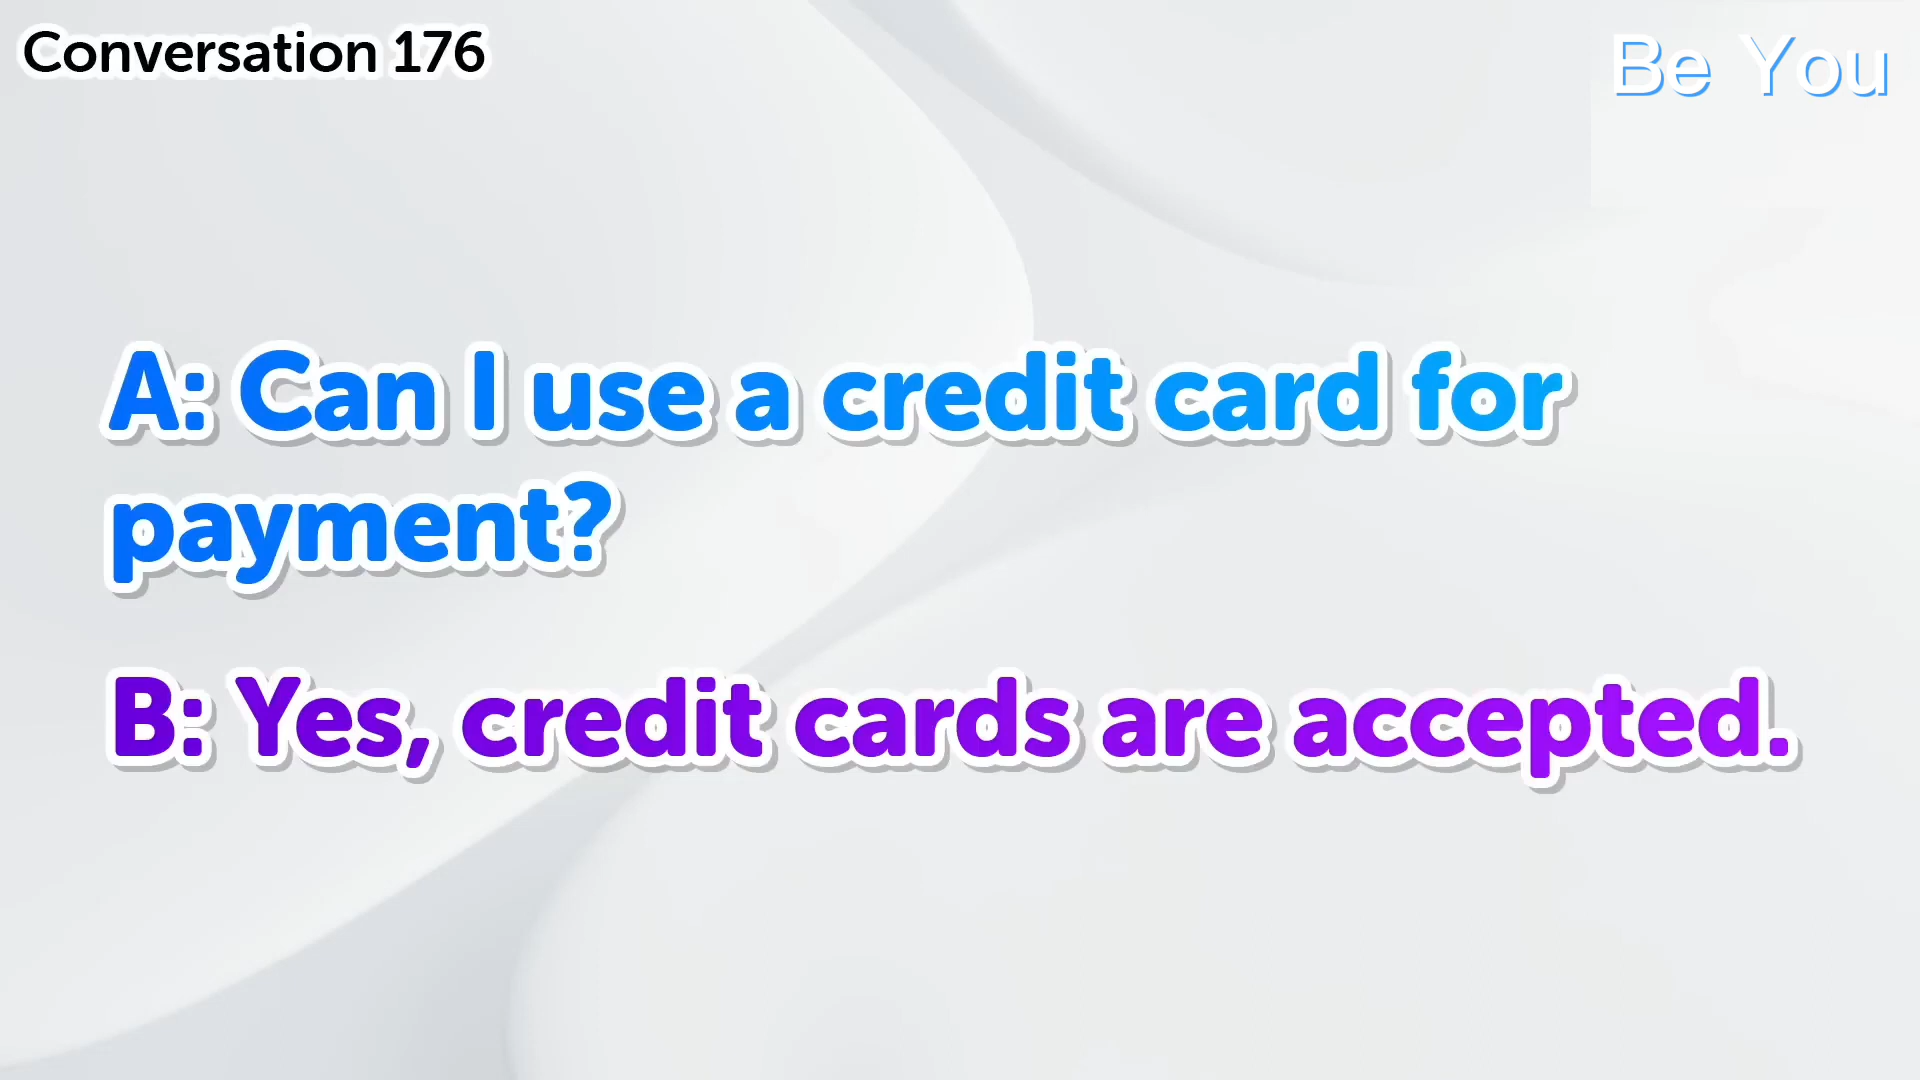 Conversation 176
Be You
A: Can I use a credit card for
payment?
B: Yes, credit cards are accepted.